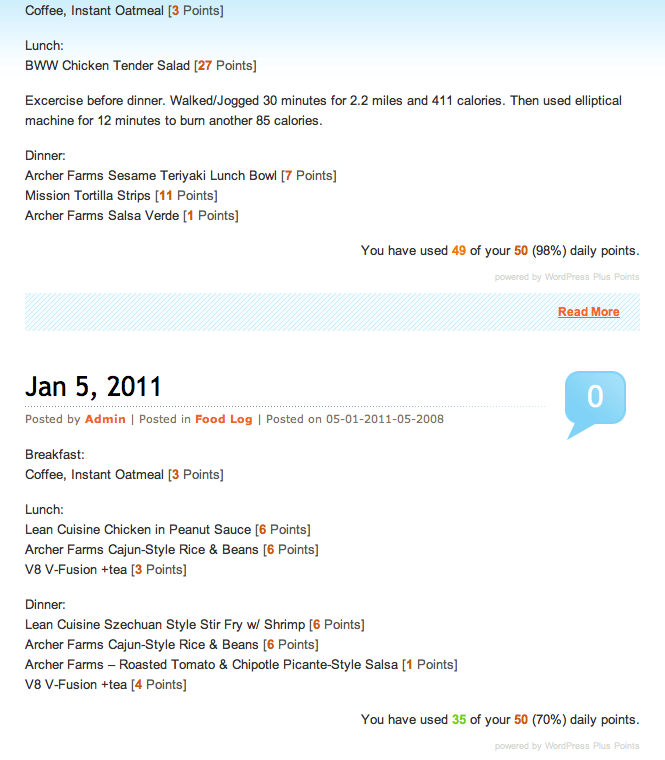 Coffee, Instant Oatmeal [3 Points]
Lunch:
BWW Chicken Tender Salad [27 Points]
Excercise before dinner. Walked/Jogged 30 minutes for 2.2 miles and 411 calories. Then used elliptical
machine for 12 minutes to burn another 85 calories.
Dinner:
Archer Farms Sesame Teriyaki Lunch Bowl [7 Points]
Mission Tortilla Strips [11 Points]
Archer Farms Salsa Verde [1 Points]
You have used 49 of your 50 (98%) daily points.
powered by WordPress Plus Points
Read More
Jan 5, 2011
0
Posted by Admin | Posted in Food Log | Posted on 05-01-2011-05-2008
Breakfast:
Coffee, Instant Oatmeal [3 Points]
Lunch:
Lean Cuisine Chicken in Peanut Sauce [6 Points]
Archer Farms Cajun-Style Rice & Beans [6 Points]
V8 V-Fusion +tea [3 Points]
Dinner:
Lean Cuisine Szechuan Style Stir Fry w/ Shrimp [6 Points]
Archer Farms Cajun-Style Rice & Beans [6 Points]
Archer Farms – Roasted Tomato & Chipotle Picante-Style Salsa [1 Points]
V8 V-Fusion +tea [4 Points]
You have used 35 of your 50 (70%) daily points.
powered by WordPress Plus Points